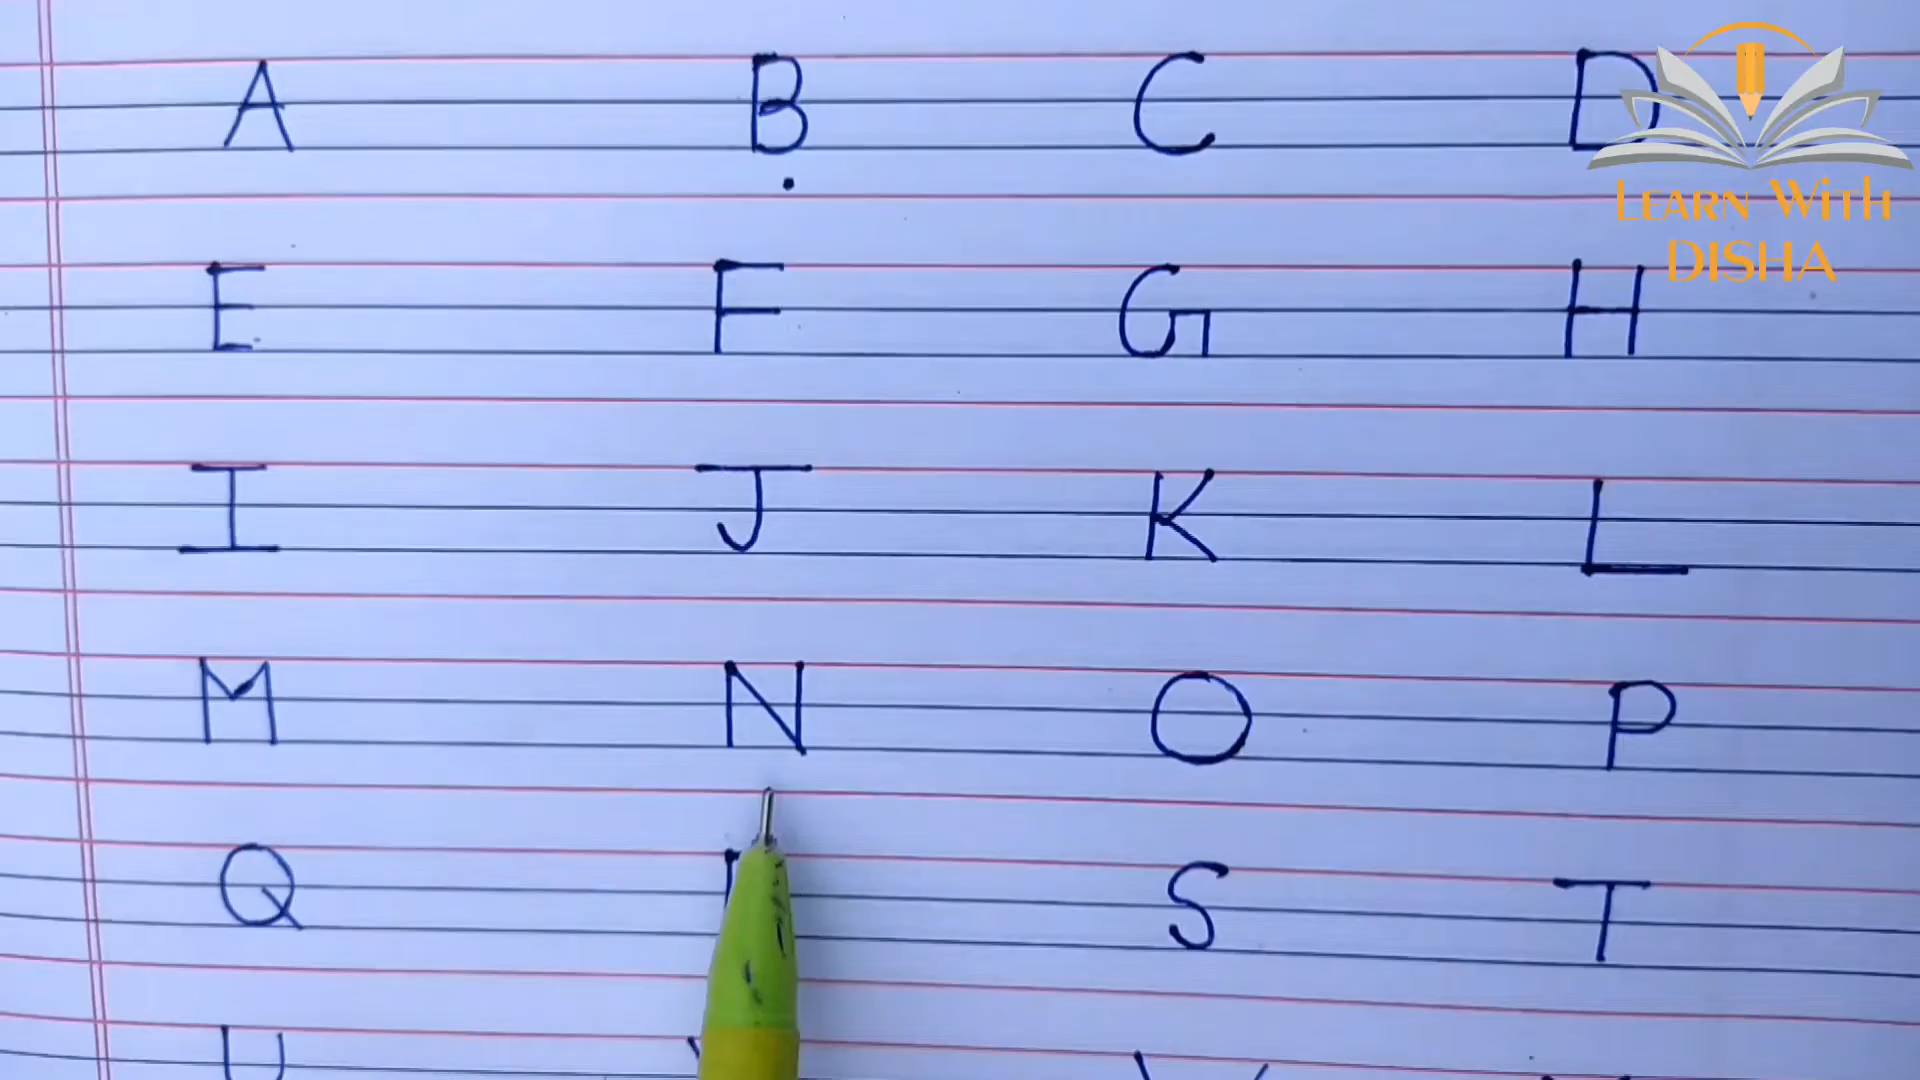 A B C D
LEARN WITH
DISHA
E F G H
I J K L
M N O P
Q S T
U